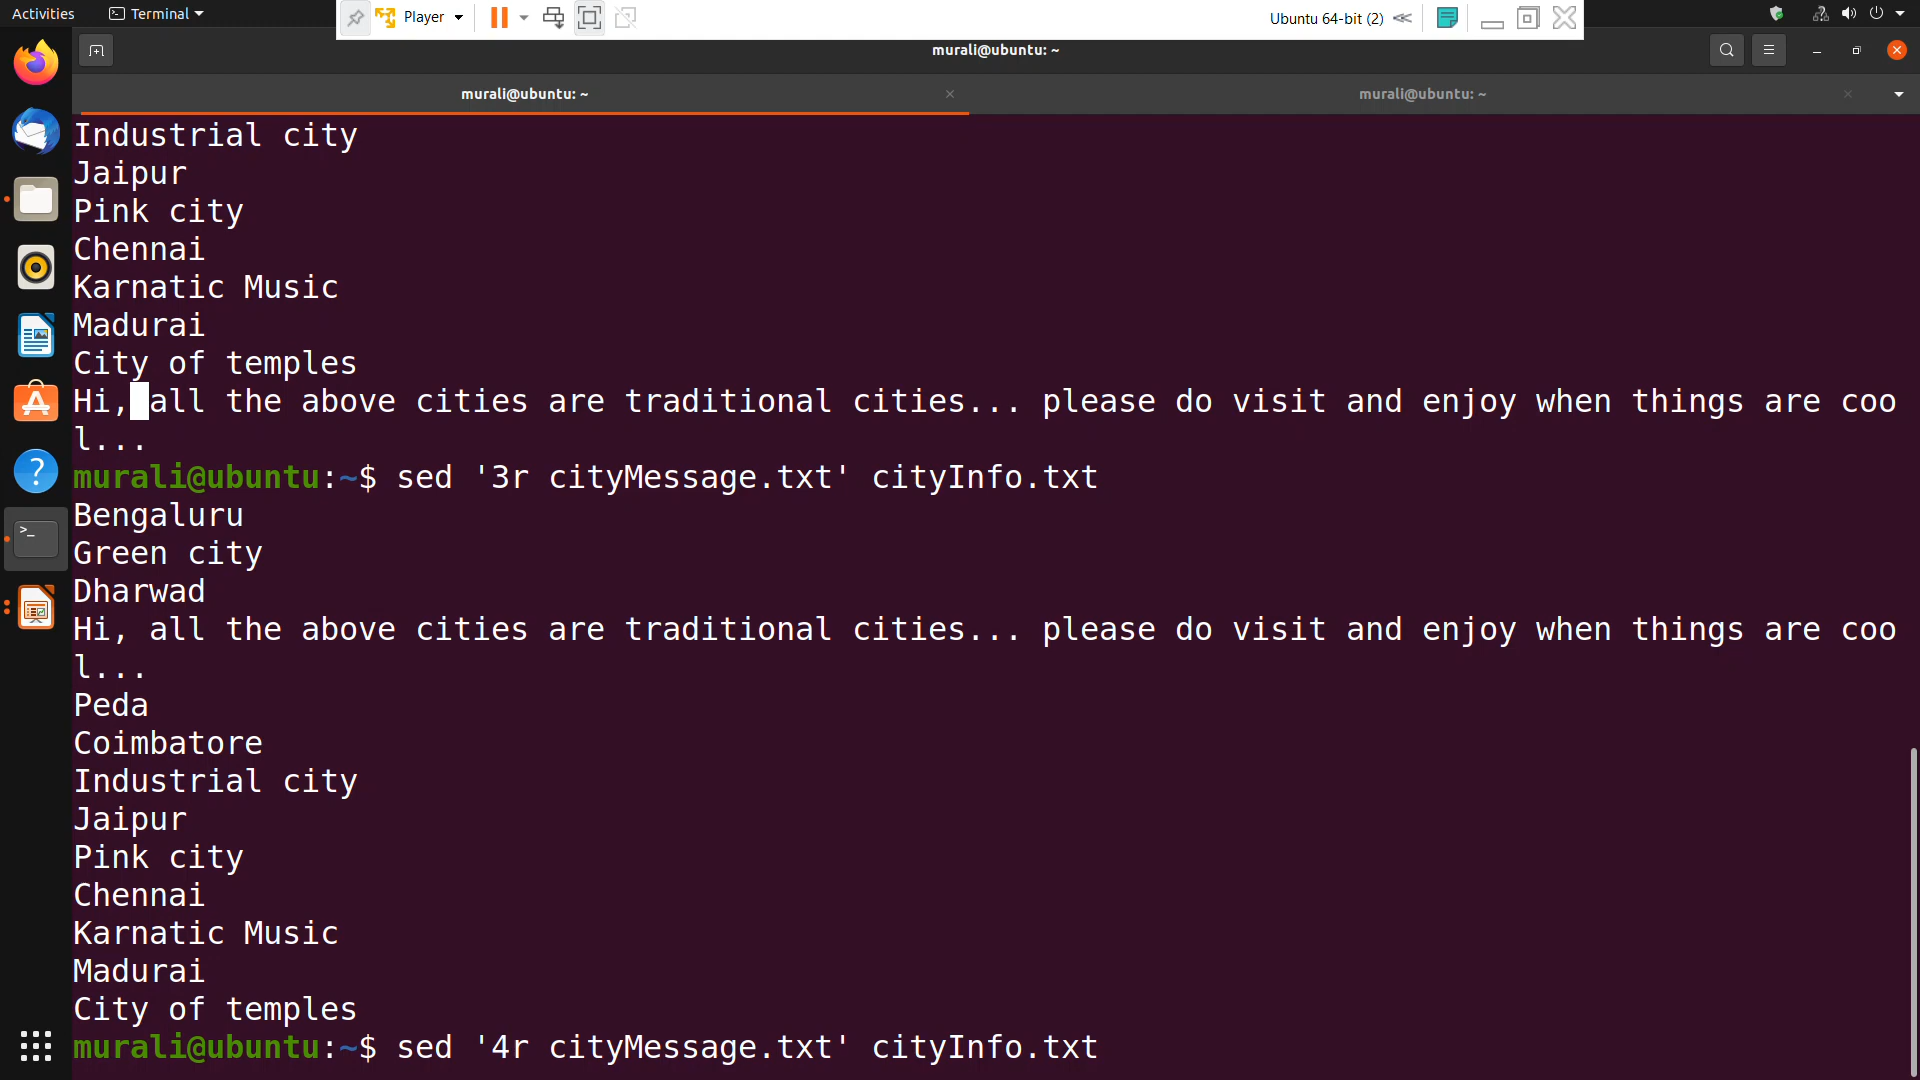 Activities
Terminal
Player
Ubuntu 64-bit (2)
murali@ubuntu: ~
murali@ubuntu: ~
murali@ubuntu: ~
Industrial city
Jaipur
Pink city
Chennai
Karnatic Music
Madurai
City of temples
Hi, all the above cities are traditional cities... please do visit and enjoy when things are coo
l...
murali@ubuntu:~$ sed '3r cityMessage.txt' cityInfo.txt
Bengaluru
Green city
Dharwad
Hi, all the above cities are traditional cities... please do visit and enjoy when things are coo
l...
Peda
Coimbatore
Industrial city
Jaipur
Pink city
Chennai
Karnatic Music
Madurai
City of temples
murali@ubuntu:~$ sed '4r cityMessage.txt' cityInfo.txt